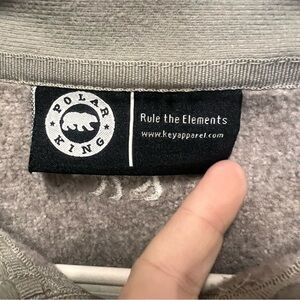 POLAR
KING
Rule the Elements
www.keyapparel.com